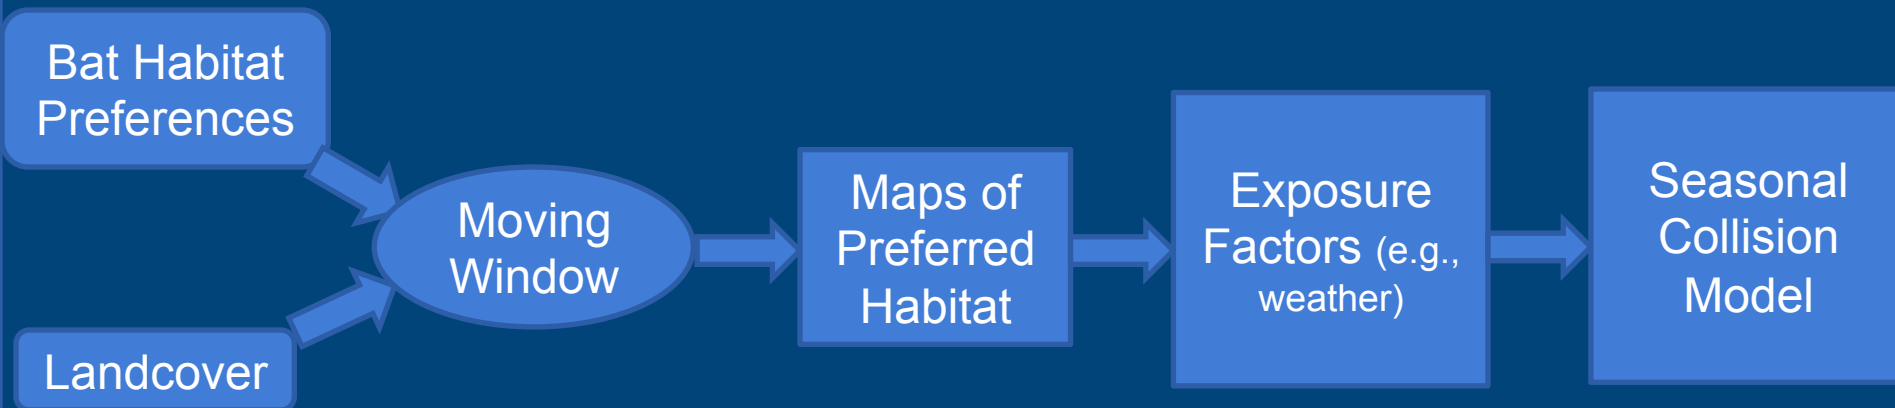 Bat Habitat
Preferences
Landcover
Moving
Window
Maps of
Preferred
Habitat
Exposure
Factors (e.g.,
weather)
Seasonal
Collision
Model